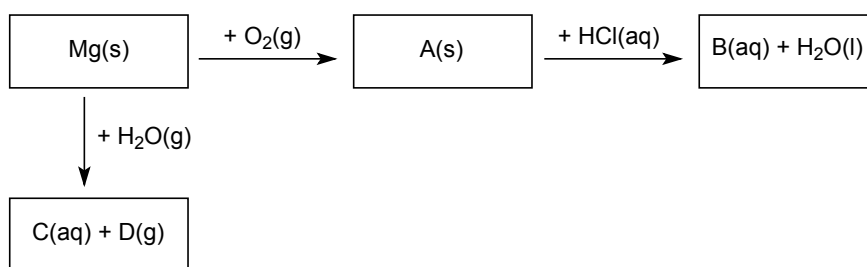 Mg(s)
+ O₂(g)
A(s)
+ HCl(aq)
B(aq) + H₂O(l)
+ H₂O(g)
C(aq) + D(g)